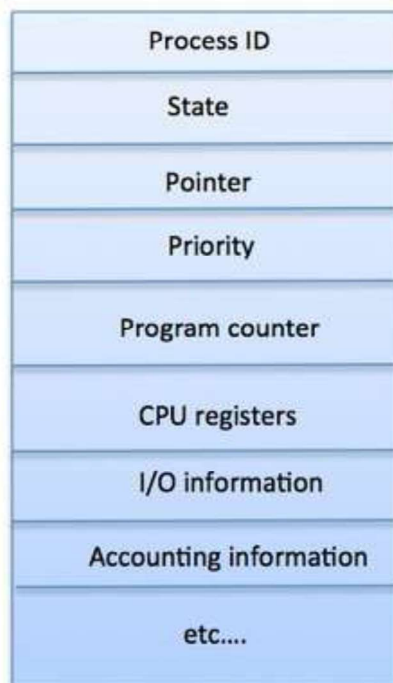 Process ID
State
Pointer
Priority
Program counter
CPU registers
I/O information
Accounting information
etc....